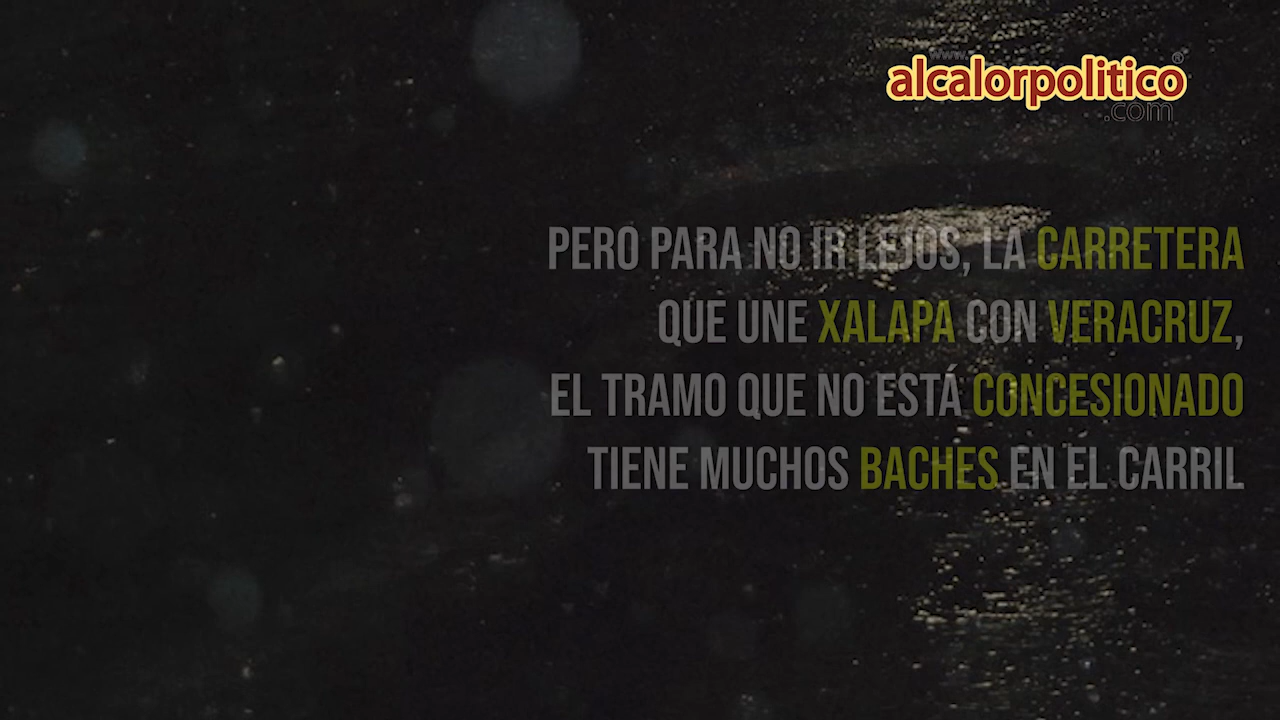 www.
alcalorpolitico®
.com
PERO PARA NO IR LEJOS, LA CARRETERA
QUE UNE XALAPA CON VERACRUZ,
EL TRAMO QUE NO ESTÁ CONCESIONADO
TIENE MUCHOS BACHES EN EL CARRIL